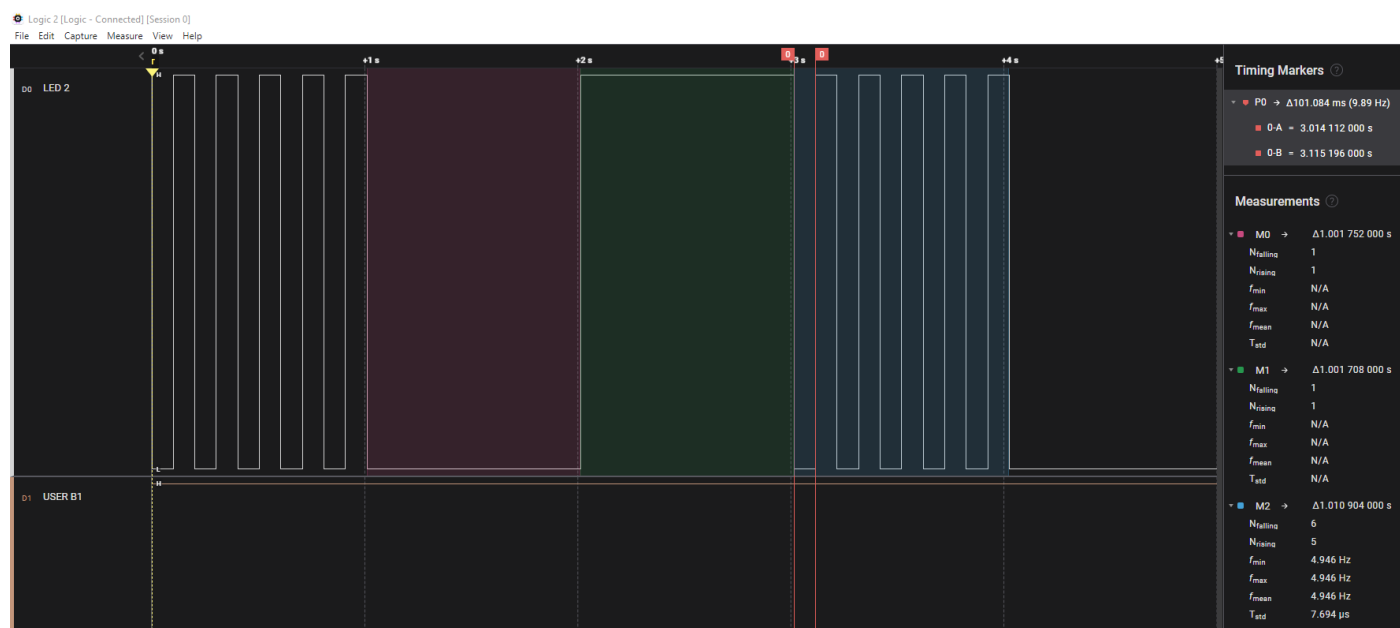 Logic 2 [Logic - Connected] [Session 0]
File Edit Capture Measure View Help
0 s
r
+1 s
+2 s
0
+3 s
0
+4 s
D0 LED 2
H
L
D1 USER B1
H
Timing Markers ?
P0 → Δ101.084 ms (9.89 Hz)
0-A = 3.014 112 000 s
0-B = 3.115 196 000 s
Measurements ?
M0 → Δ1.001 752 000 s
Nfalling 1
Nrising 1
fmin N/A
fmax N/A
fmean N/A
Tstd N/A
M1 → Δ1.001 708 000 s
Nfalling 1
Nrising 1
fmin N/A
fmax N/A
fmean N/A
Tstd N/A
M2 → Δ1.010 904 000 s
Nfalling 6
Nrising 5
fmin 4.946 Hz
fmax 4.946 Hz
fmean 4.946 Hz
Tstd 7.694 µs